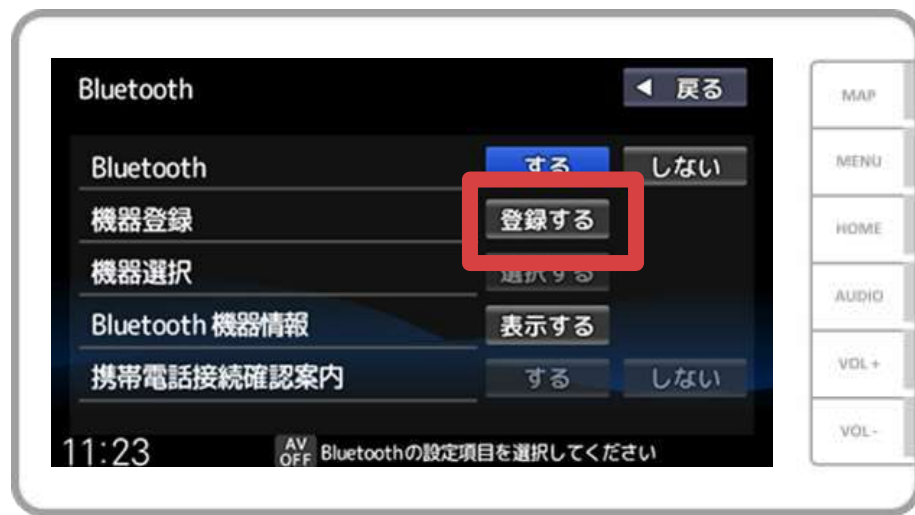 Bluetooth ◀ 戻る
Bluetooth する しない
機器登録 登録する
機器選択 選択する
Bluetooth 機器情報 表示する
携帯電話接続確認案内 する しない
11:23 AV OFF Bluetoothの設定項目を選択してください
MAP
MENU
HOME
AUDIO
VOL+
VOL-